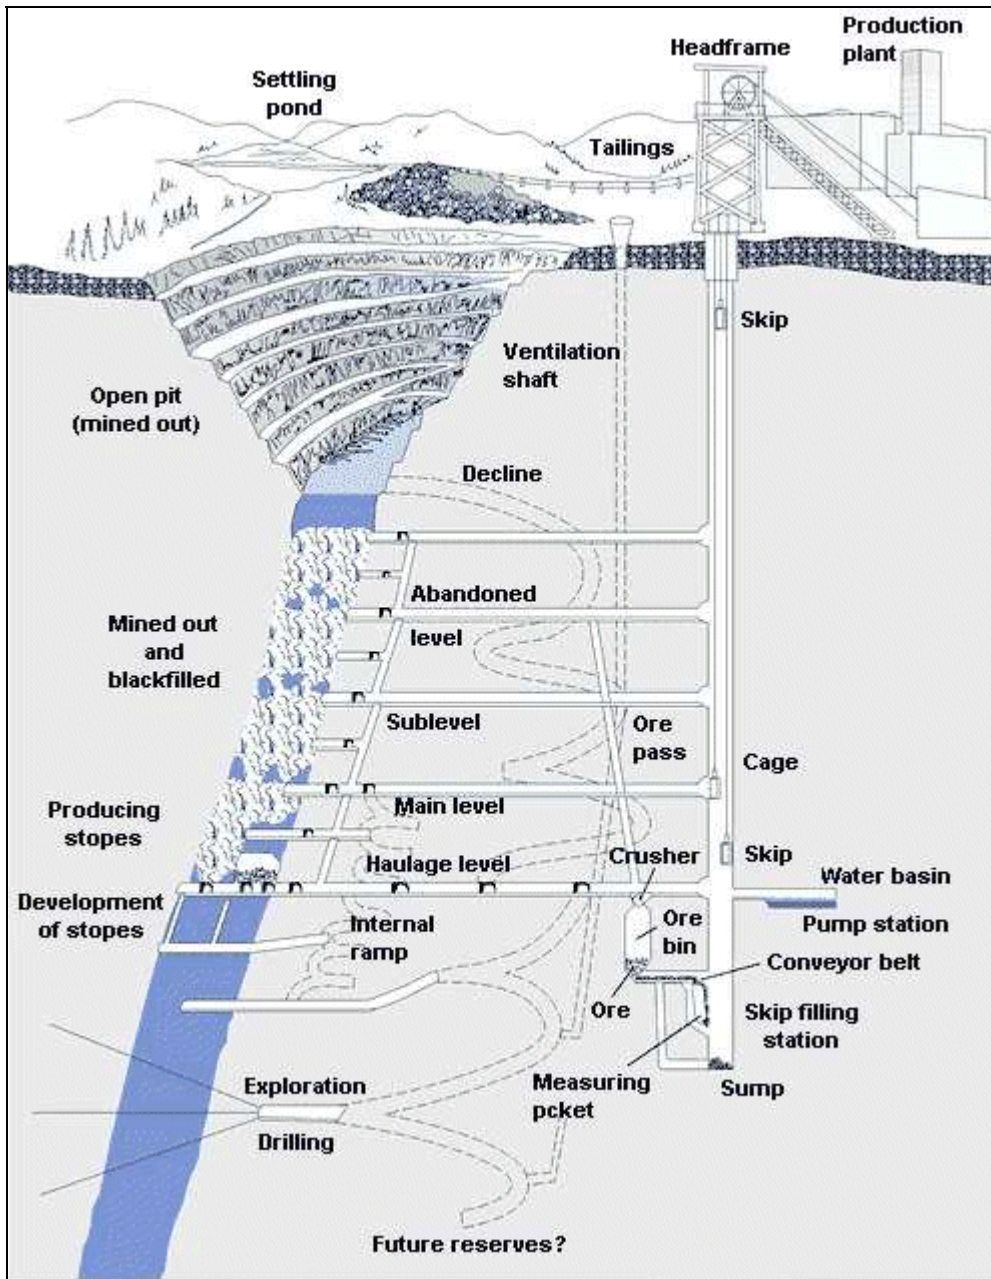 Production
plant
Headframe
Settling
pond
Tailings
Skip
Ventilation
shaft
Open pit
(mined out)
Decline
Abandoned
level
Mined out
and
blackfilled
Sublevel
Ore
pass
Cage
Main level
Producing
stopes
Haulage level
Crusher
Skip
Water basin
Development
of stopes
Pump station
Internal
ramp
Ore
bin
Conveyor belt
Ore
Skip filling
station
Exploration
Measuring
pcket
Sump
Drilling
Future reserves?